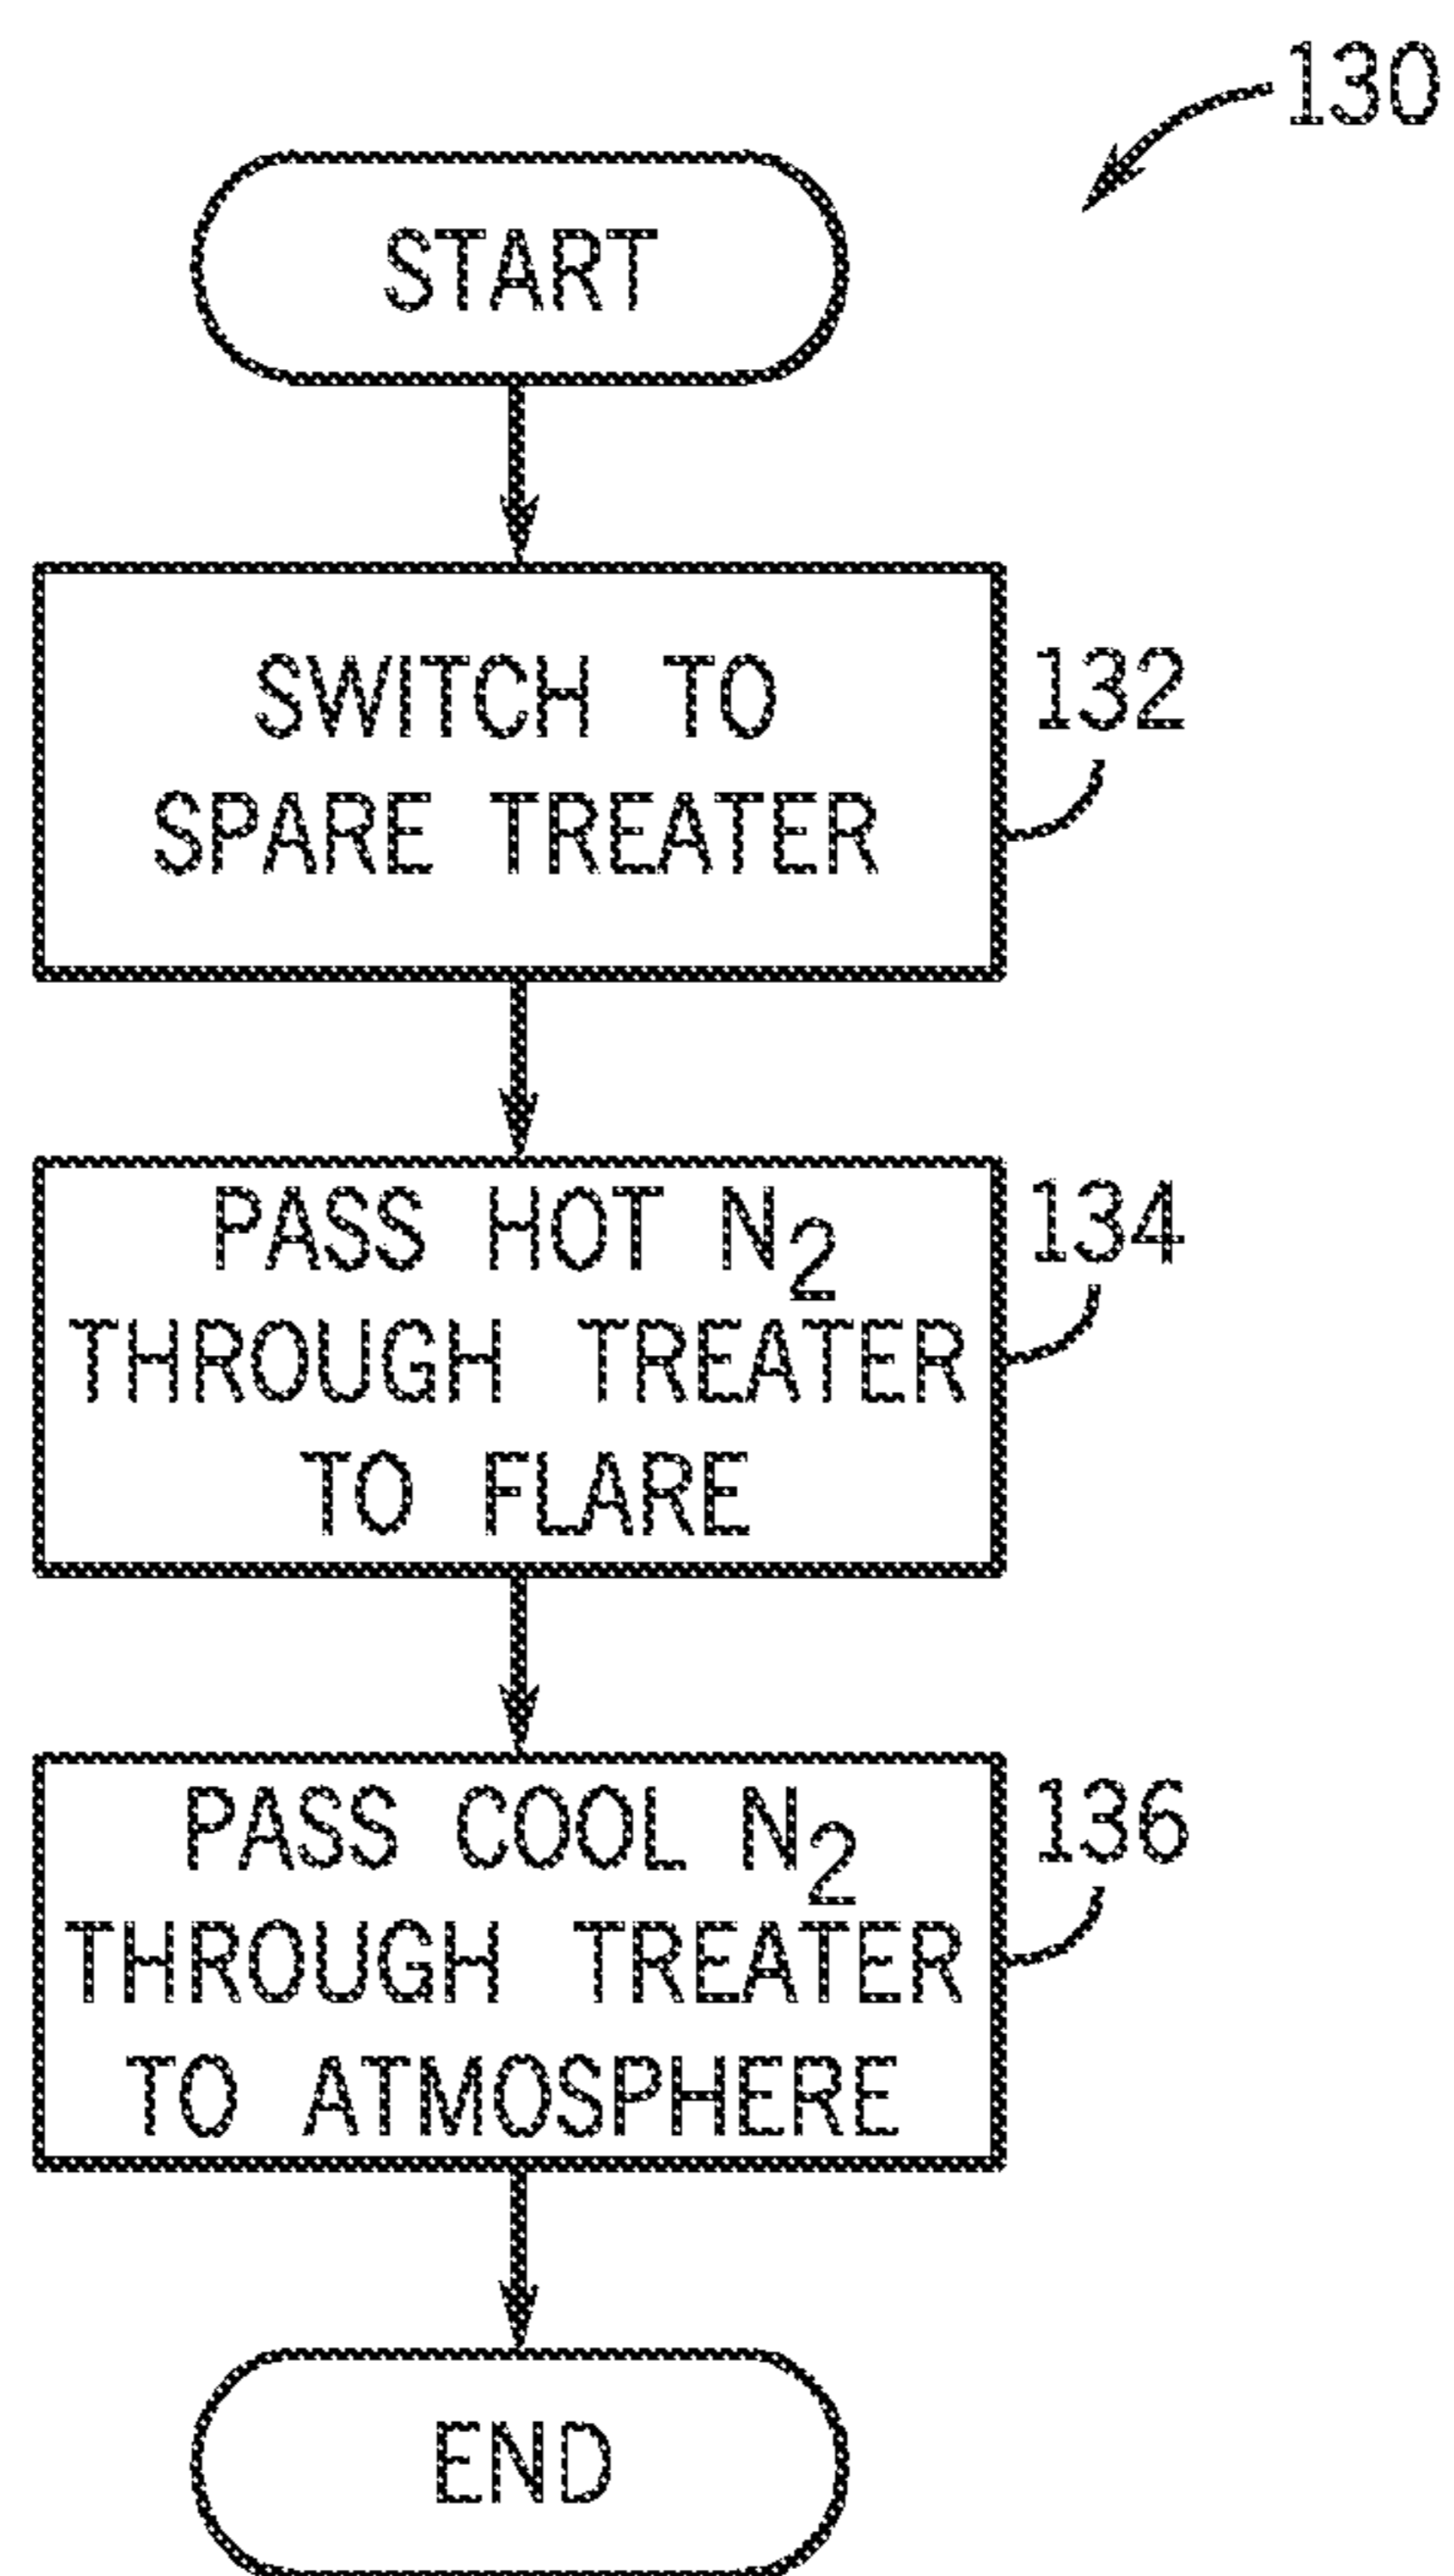 130
START
SWITCH TO
SPARE TREATER
132
PASS HOT N₂
THROUGH TREATER
TO FLARE
134
PASS COOL N₂
THROUGH TREATER
TO ATMOSPHERE
136
END